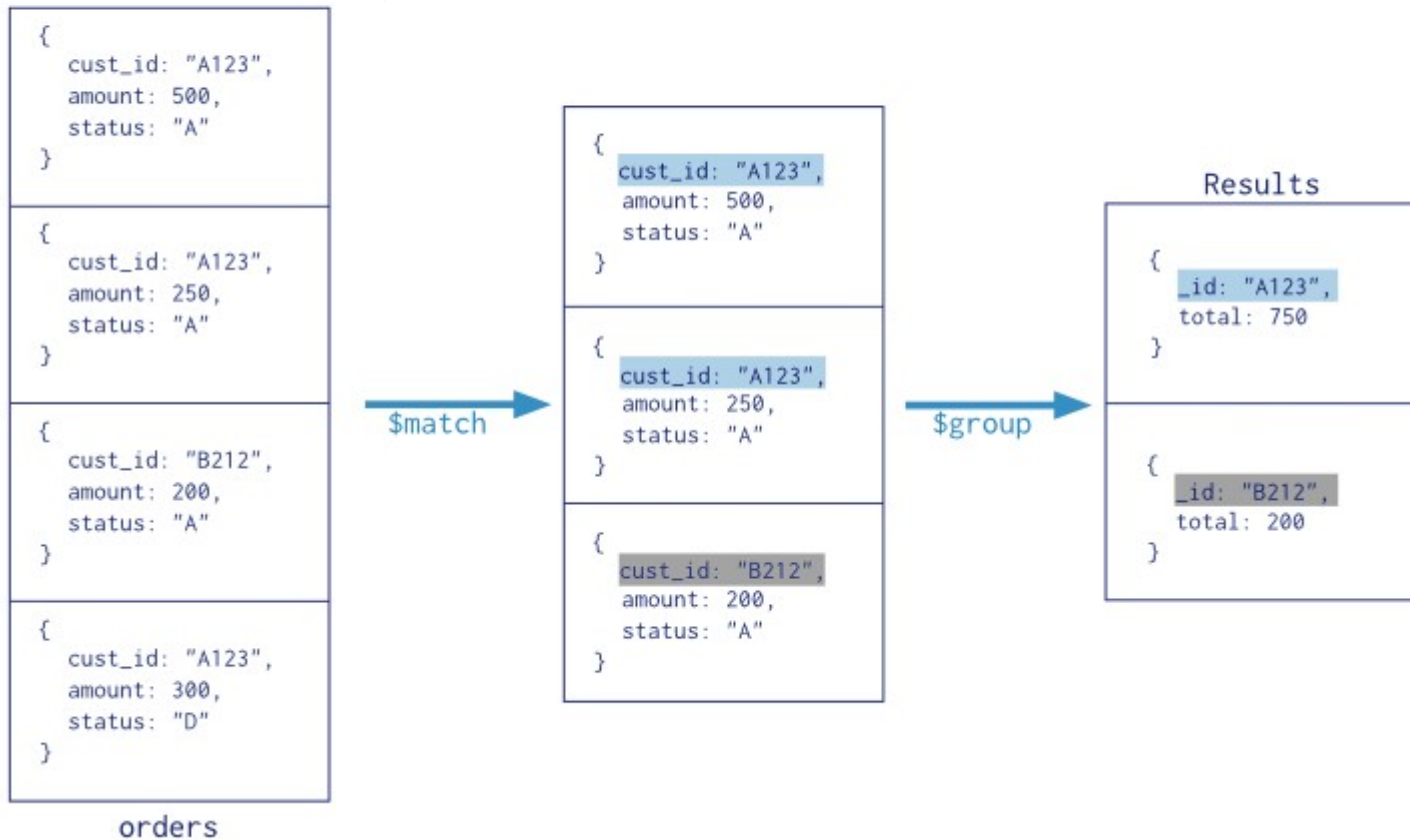 {
cust_id: "A123",
amount: 500,
status: "A"
}
{
cust_id: "A123",
amount: 250,
status: "A"
}
{
cust_id: "B212",
amount: 200,
status: "A"
}
{
cust_id: "A123",
amount: 300,
status: "D"
}
orders
$match
{
cust_id: "A123",
amount: 500,
status: "A"
}
{
cust_id: "A123",
amount: 250,
status: "A"
}
{
cust_id: "B212",
amount: 200,
status: "A"
}
$group
Results
{
_id: "A123",
total: 750
}
{
_id: "B212",
total: 200
}